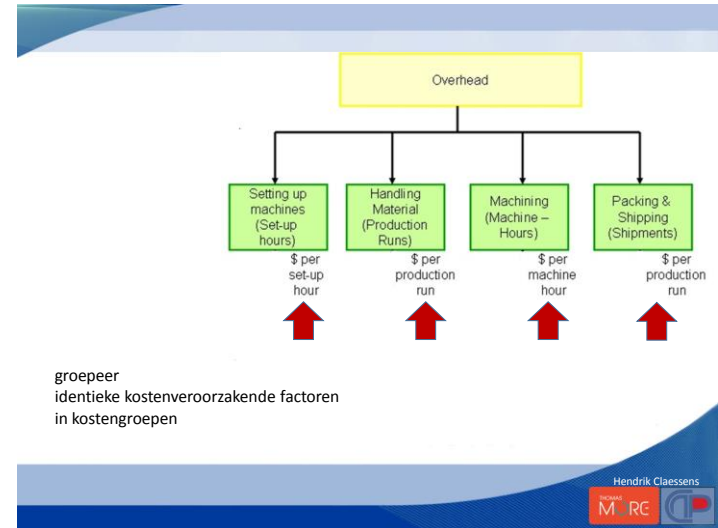 Overhead
Setting up
machines
(Set-up
hours)
Handling
Material
(Production
Runs)
Machining
(Machine –
Hours)
Packing &
Shipping
(Shipments)
$ per
set-up
hour
$ per
production
run
$ per
machine
hour
$ per
production
run
groepeer
identieke kostenveroorzakende factoren
in kostengroepen
Hendrik Claessens
THOMAS
MORE